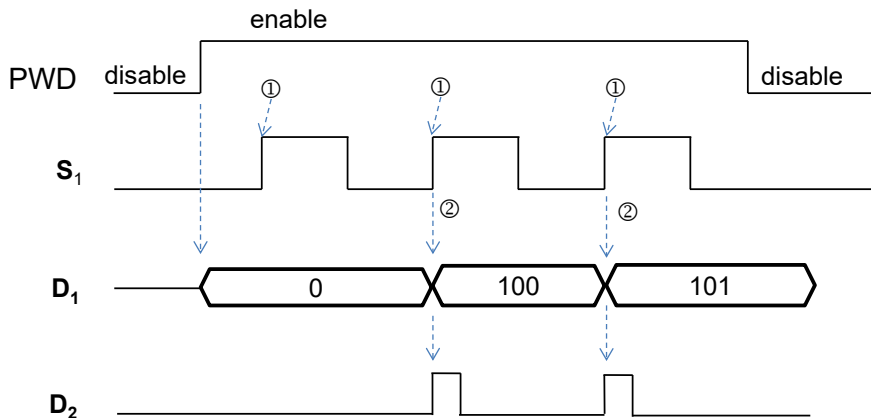 enable
PWD
disable
disable
①
①
①
S₁
②
②
D₁
0
100
101
D₂